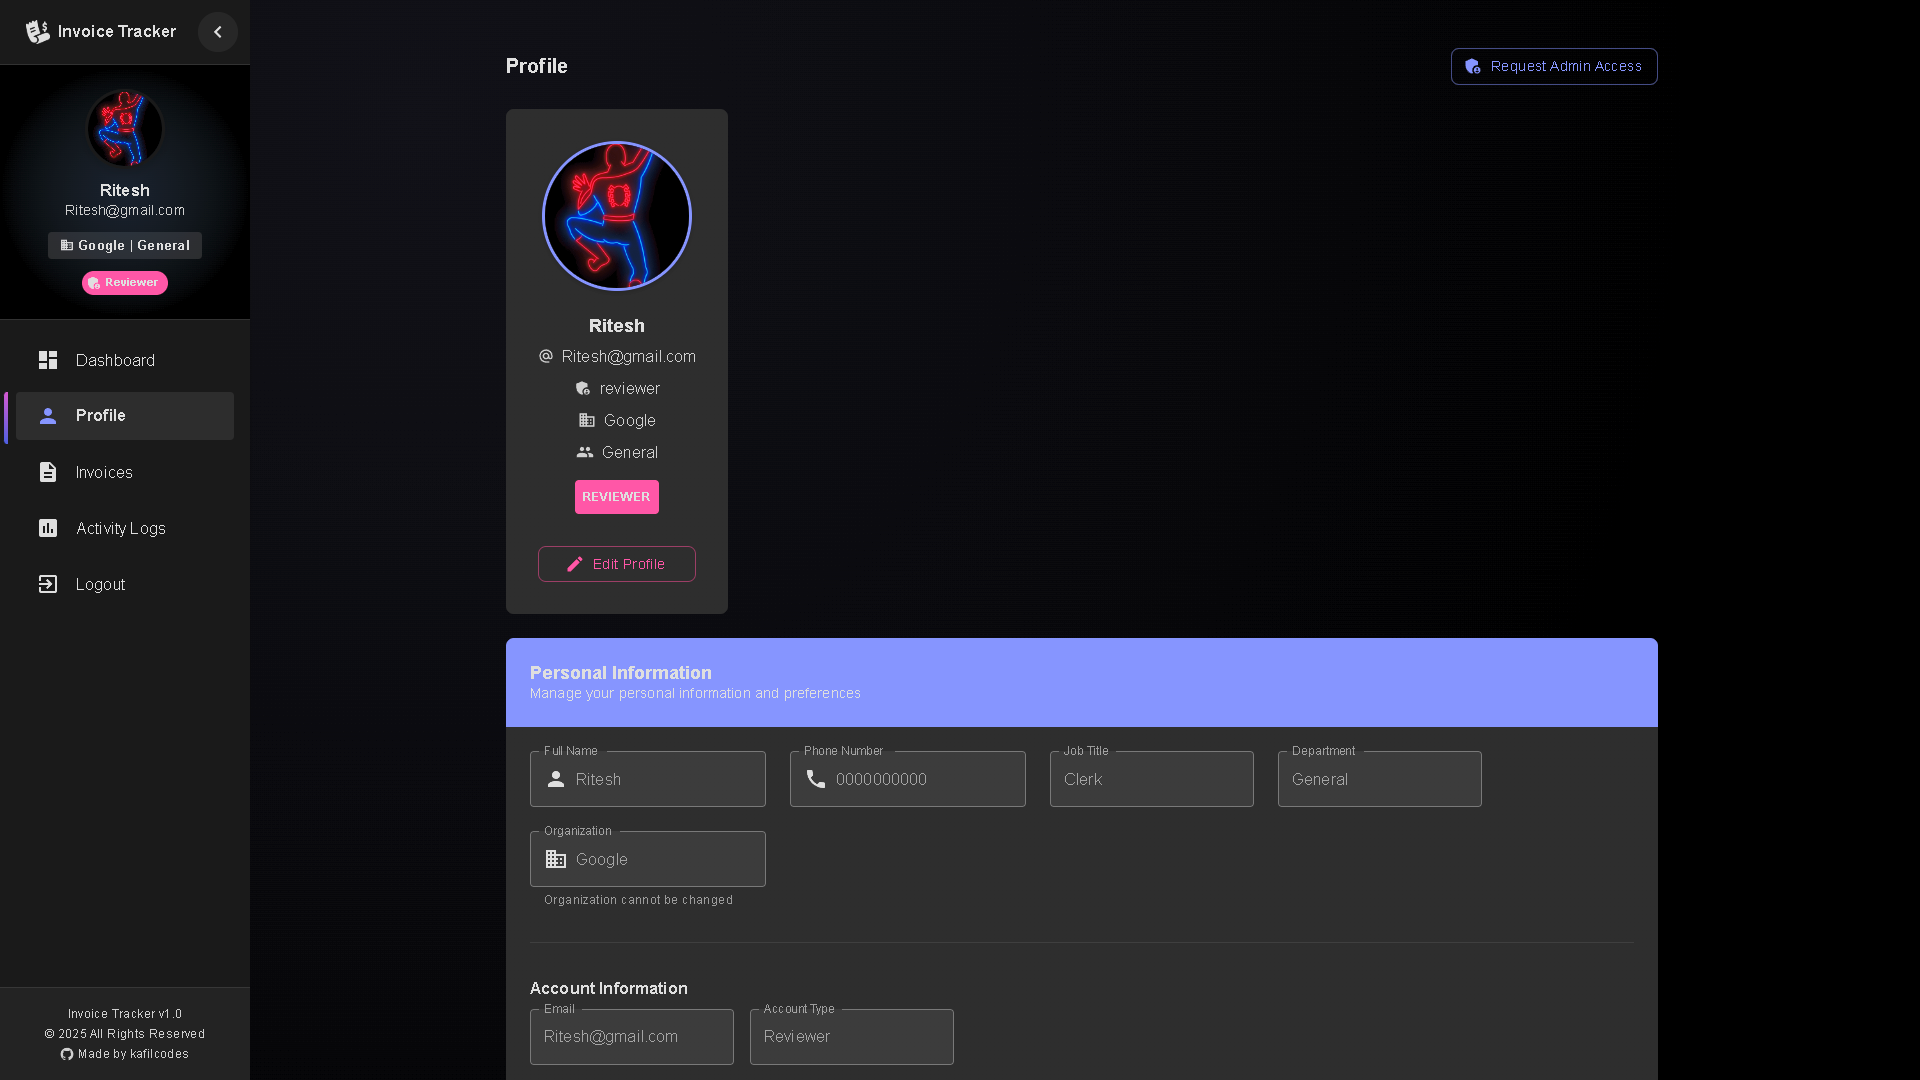 Invoice Tracker
Ritesh
Ritesh@gmail.com
Google | General
Reviewer
Dashboard
Profile
Invoices
Activity Logs
Logout
Invoice Tracker v1.0
© 2025 All Rights Reserved
Made by kafilcodes
Profile
Request Admin Access
Ritesh
Ritesh@gmail.com
reviewer
Google
General
REVIEWER
Edit Profile
Personal Information
Manage your personal information and preferences
Full Name
Ritesh
Phone Number
0000000000
Job Title
Clerk
Department
General
Organization
Google
Organization cannot be changed
Account Information
Email
Ritesh@gmail.com
Account Type
Reviewer